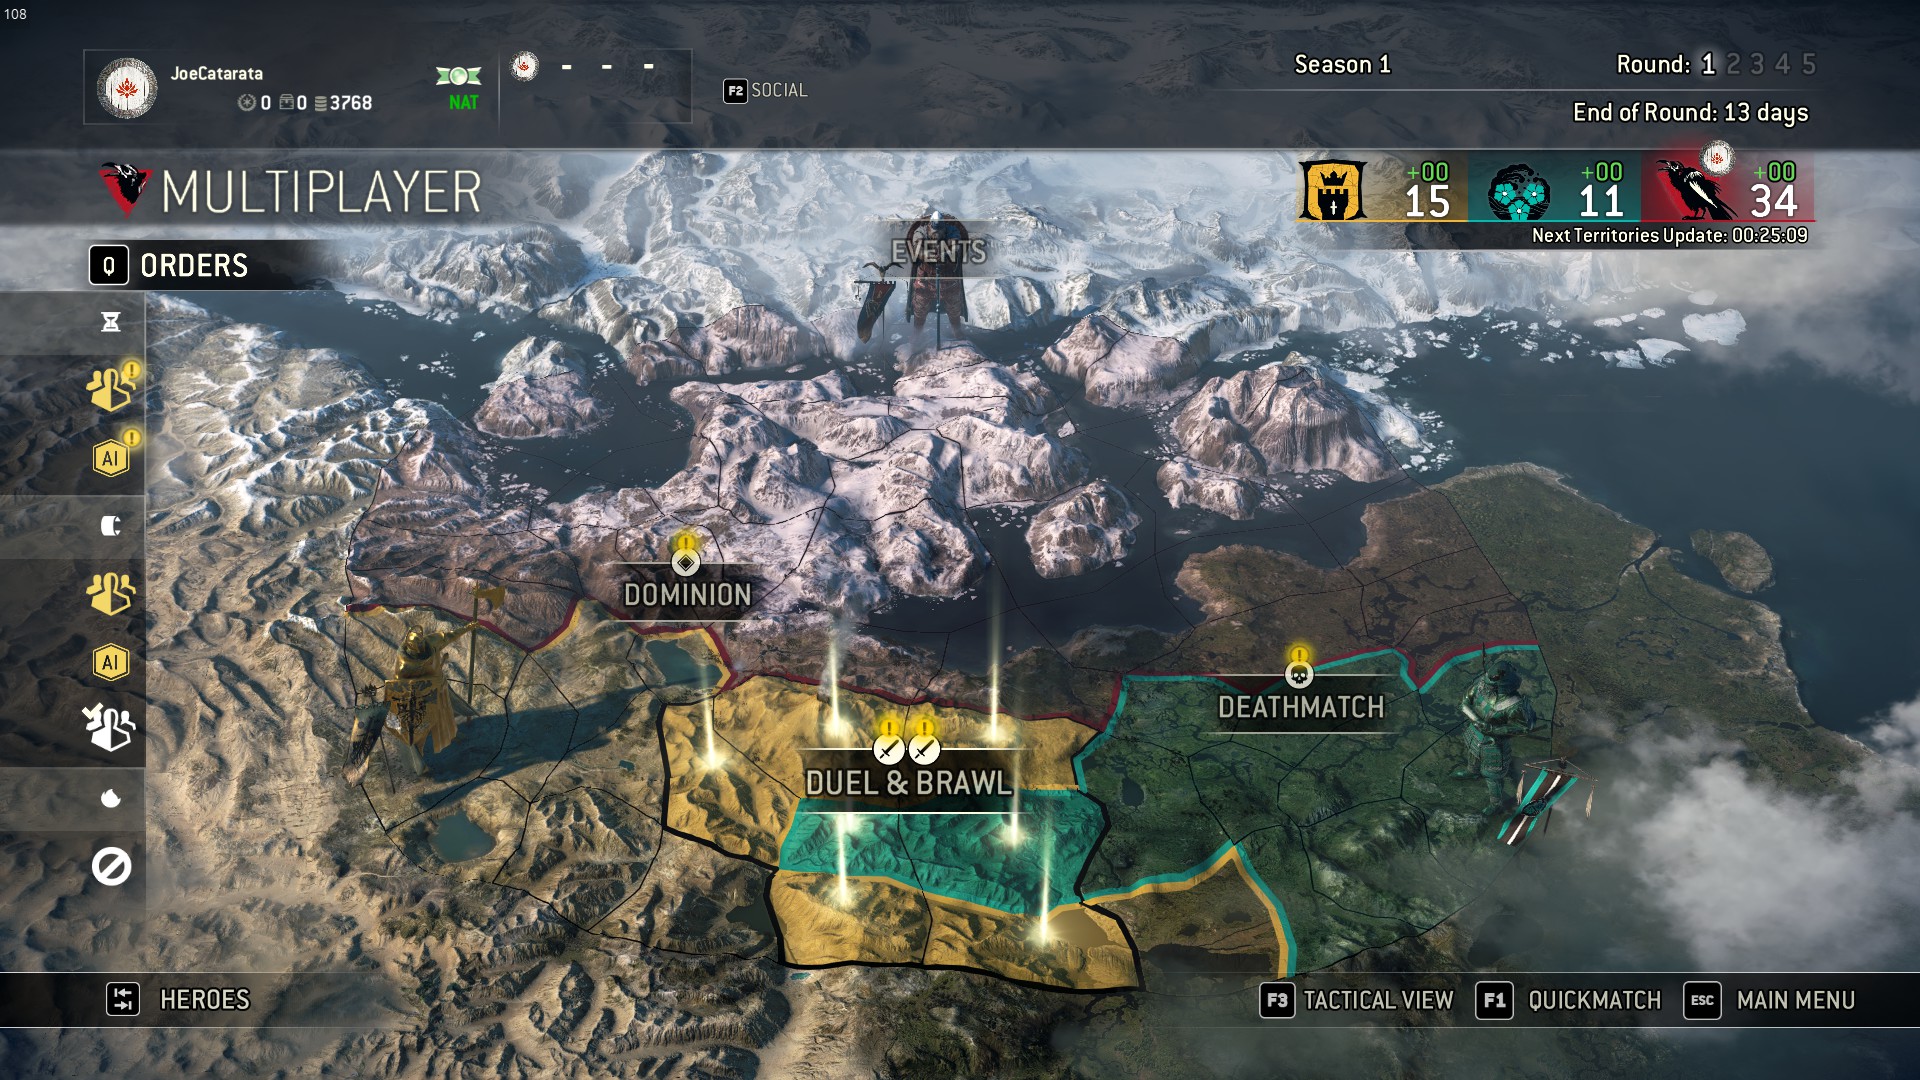 108
JoeCatarata
0 0 3768
NAT
- - -
F2 SOCIAL
Season 1
Round: 1 2 3 4 5
End of Round: 13 days
MULTIPLAYER
+00 15
+00 11
+00 34
Next Territories Update: 00:25:09
Q ORDERS
EVENTS
! AI
AI
! DOMINION
! DEATHMATCH
! ! DUEL & BRAWL
HEROES
F3 TACTICAL VIEW
F1 QUICKMATCH
ESC MAIN MENU